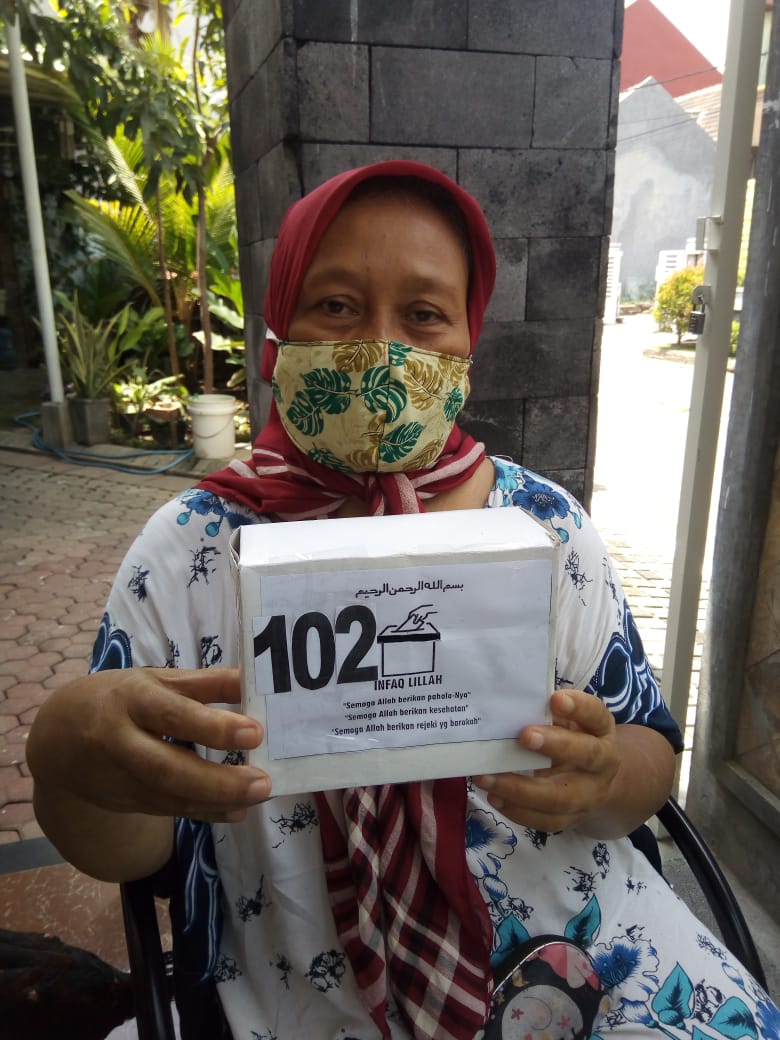 بسم الله الرحمن الرحيم
102
INFAQ LILLAH
"Semoga Allah berikan pahala-Nya"
"Semoga Allah berikan kesehatan"
"Semoga Allah berikan rejeki yg barokah"